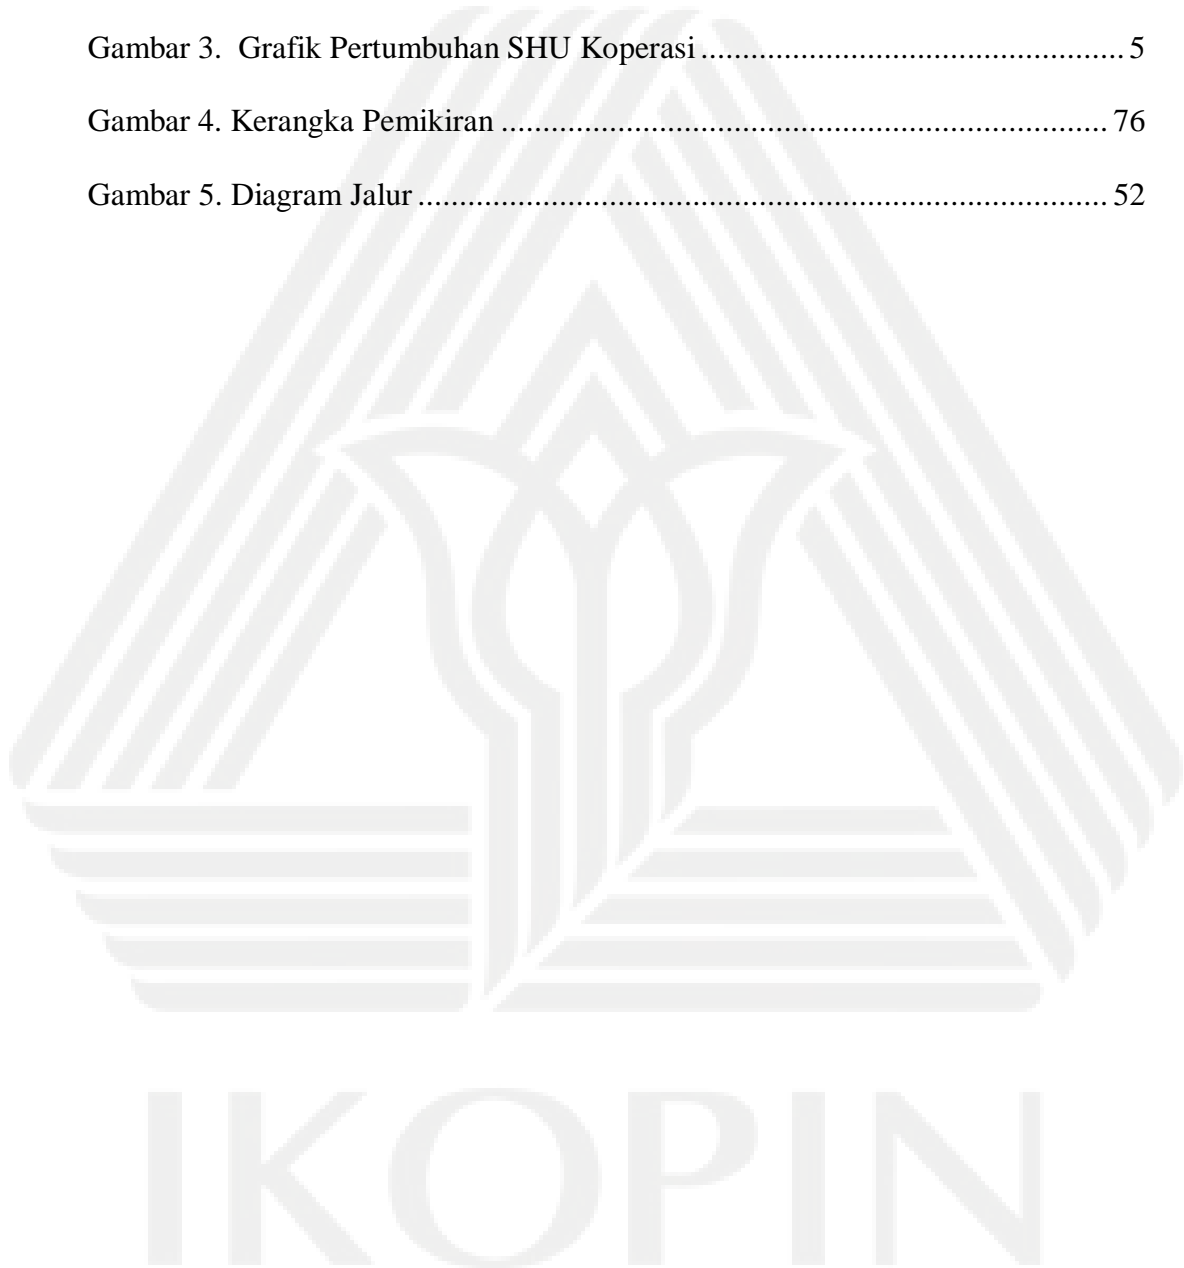 Gambar 3.  Grafik Pertumbuhan SHU Koperasi .................................................... 5
Gambar 4. Kerangka Pemikiran ........................................................................... 76
Gambar 5. Diagram Jalur ..................................................................................... 52
IKOPIN